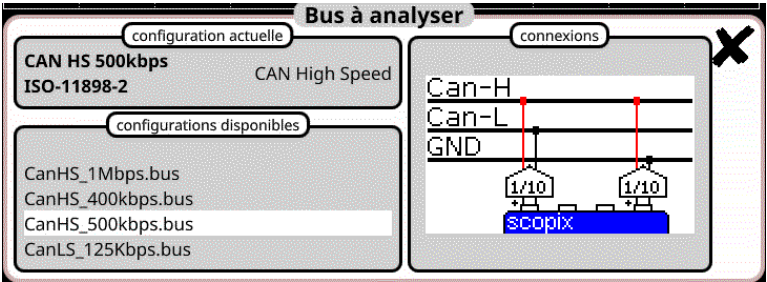 Bus à analyser
configuration actuelle
CAN HS 500kbps
ISO-11898-2
CAN High Speed
configurations disponibles
CanHS_1Mbps.bus
CanHS_400kbps.bus
CanHS_500kbps.bus
CanLS_125Kbps.bus
connexions
Can-H
Can-L
GND
1/10 1/10
+ +
scopix